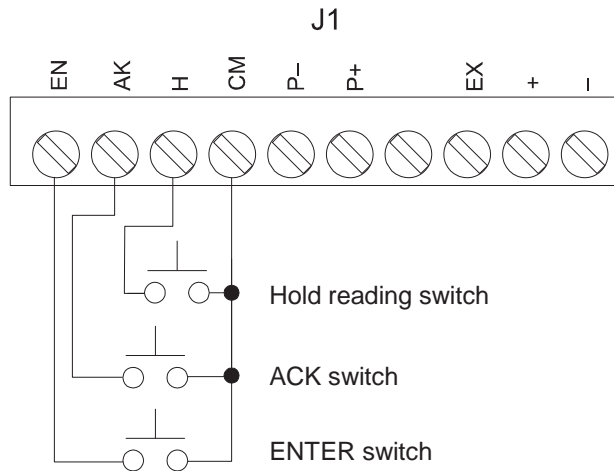 J1
EN AK H CM P– P+ EX + –
Hold reading switch
ACK switch
ENTER switch